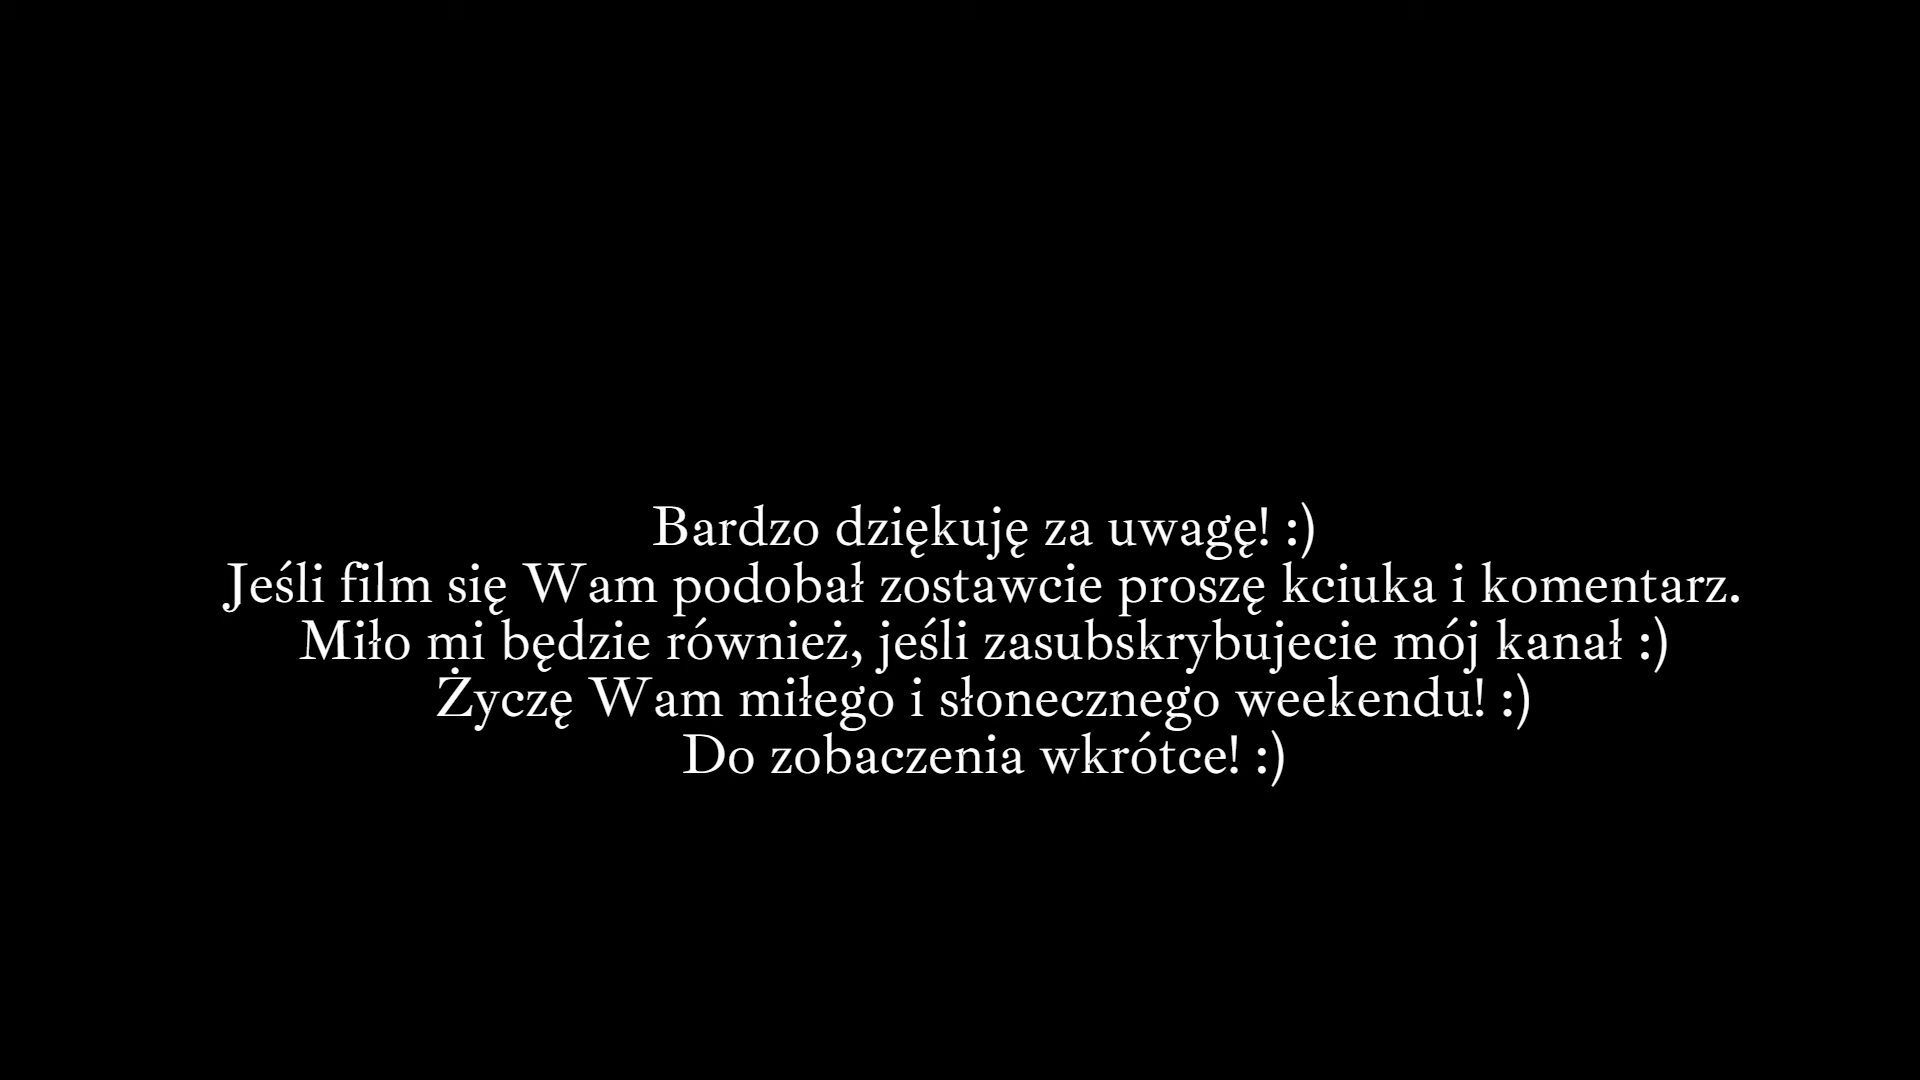 Bardzo dziękuję za uwagę! :)
Jeśli film się Wam podobał zostawcie proszę kciuka i komentarz.
Miło mi będzie również, jeśli zasubskrybujecie mój kanał :)
Życzę Wam miłego i słonecznego weekendu! :)
Do zobaczenia wkrótce! :)